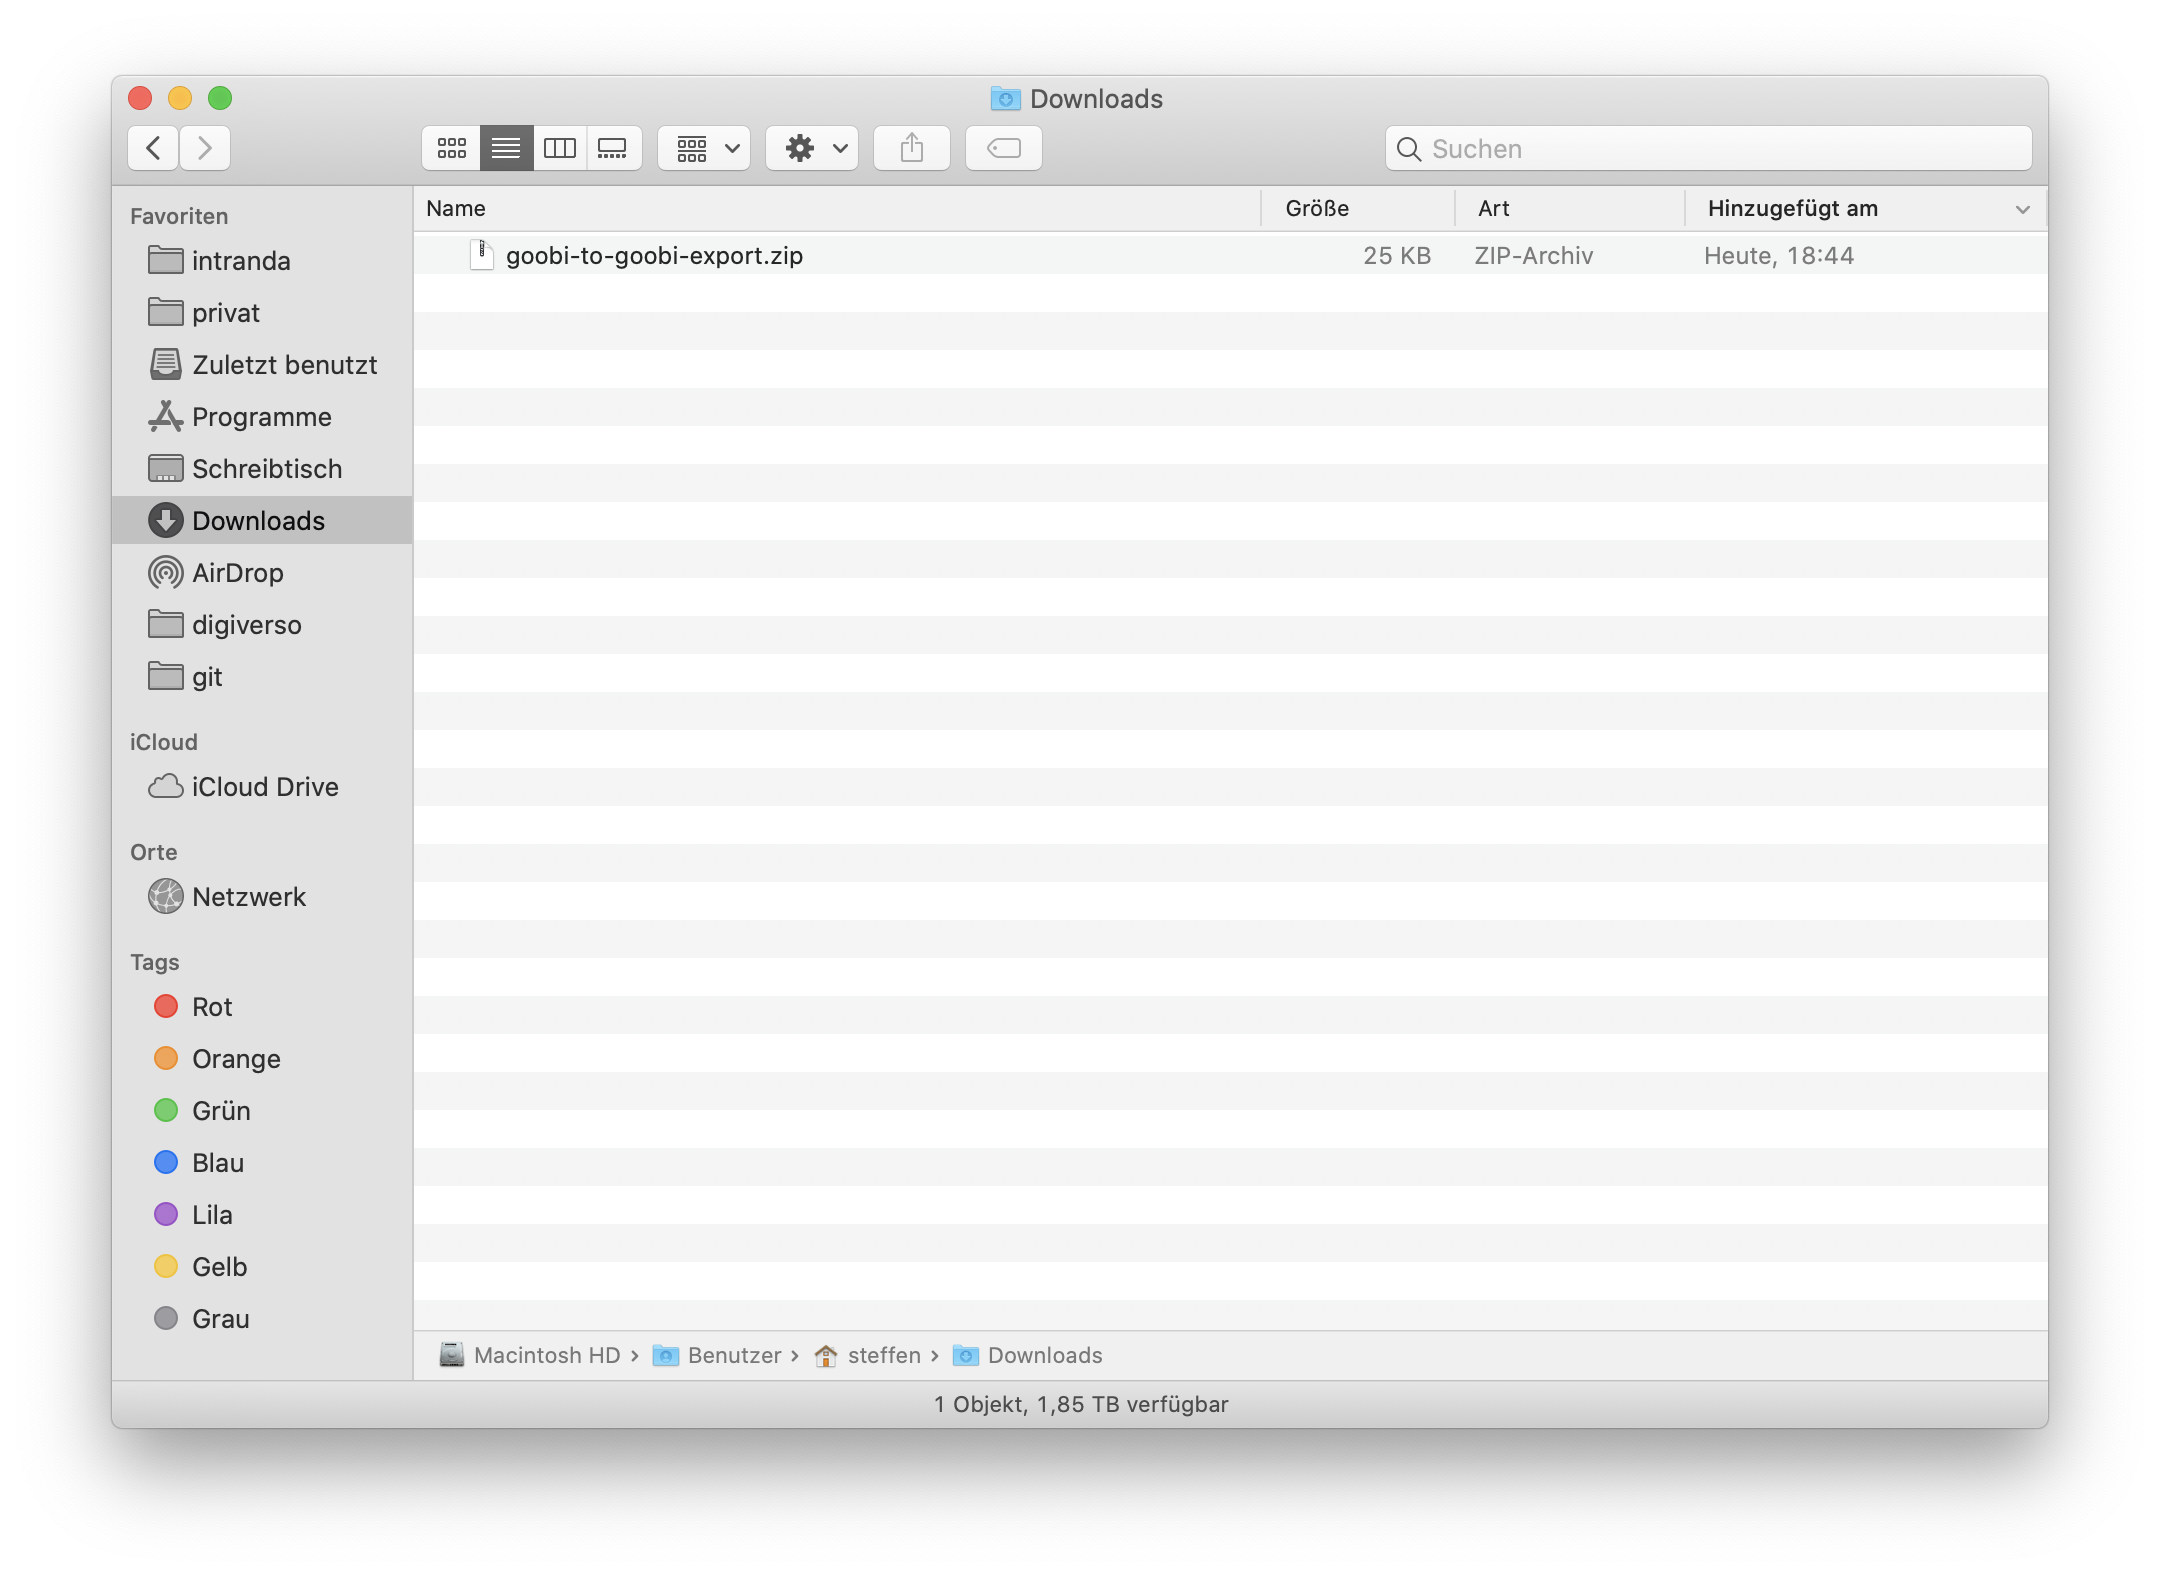 Downloads
Suchen
Favoriten
intranda
privat
Zuletzt benutzt
Programme
Schreibtisch
Downloads
AirDrop
digiverso
git
iCloud
iCloud Drive
Orte
Netzwerk
Tags
Rot
Orange
Grün
Blau
Lila
Gelb
Grau
Name Größe Art Hinzugefügt am
goobi-to-goobi-export.zip 25 KB ZIP-Archiv Heute, 18:44
Macintosh HD › Benutzer › steffen › Downloads
1 Objekt, 1,85 TB verfügbar